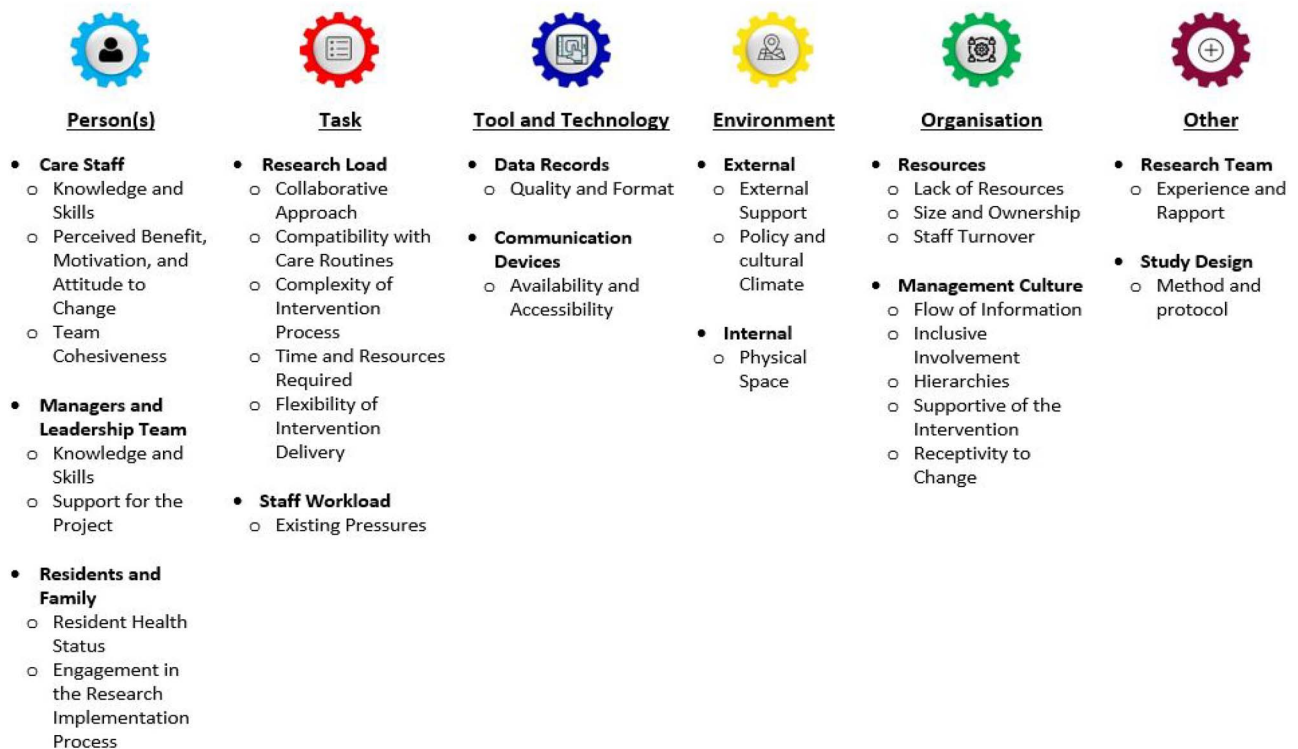 Person(s)
• Care Staff
o Knowledge and
Skills
o Perceived Benefit,
Motivation, and
Attitude to
Change
o Team
Cohesiveness
• Managers and
Leadership Team
o Knowledge and
Skills
o Support for the
Project
• Residents and
Family
o Resident Health
Status
o Engagement in
the Research
Implementation
Process
Task
• Research Load
o Collaborative
Approach
o Compatibility with
Care Routines
o Complexity of
Intervention
Process
o Time and Resources
Required
o Flexibility of
Intervention
Delivery
• Staff Workload
o Existing Pressures
Tool and Technology
• Data Records
o Quality and Format
• Communication
Devices
o Availability and
Accessibility
Environment
• External
o External
Support
o Policy and
cultural
Climate
• Internal
o Physical
Space
Organisation
• Resources
o Lack of Resources
o Size and Ownership
o Staff Turnover
• Management Culture
o Flow of Information
o Inclusive
Involvement
o Hierarchies
o Supportive of the
Intervention
o Receptivity to
Change
Other
• Research Team
o Experience and
Rapport
• Study Design
o Method and
protocol